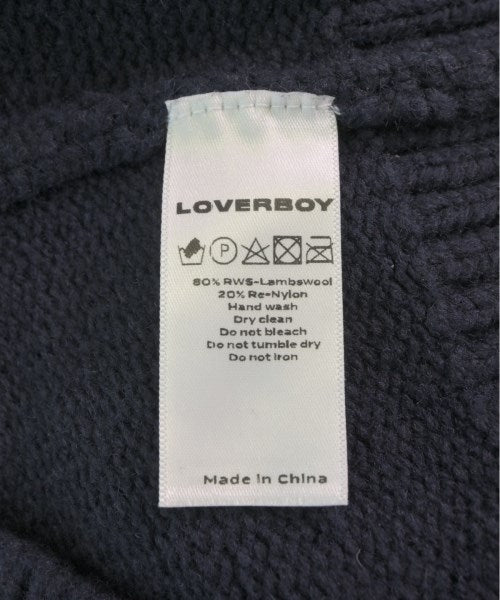 LOVERBOY
P
80% RWS-Lambswool
20% Re-Nylon
Hand wash
Dry clean
Do not bleach
Do not tumble dry
Do not Iron
Made in China